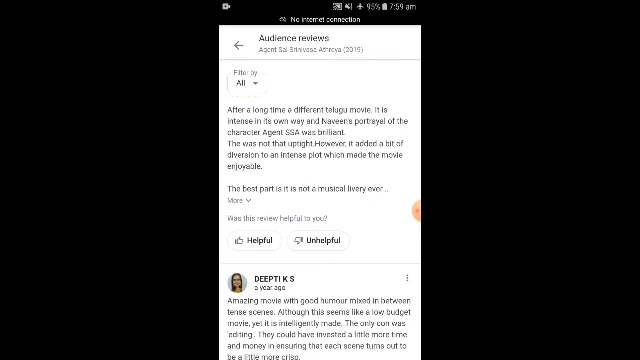 95% 7:59 am
No internet connection
Audience reviews
Agent Sai Srinivasa Athreya (2019)
Filter by
All
After a long time a different telugu movie. It is
intense in its own way and Naveen's portrayal of the
character Agent SSA was brilliant.
The was not that uptight.However, it added a bit of
diversion to an intense plot which made the movie
enjoyable.
The best part is it is not a musical livery ever ..
More
Was this review helpful to you?
Helpful
Unhelpful
DEEPTI K S
a year ago
Amazing movie with good humour mixed in between
tense scenes. Although this seems like a low budget
movie, yet it is intelligently made. The only con was
'editing'. They could have invested a little more time
and money in ensuring that each scene turns out to
be a little more crisp.